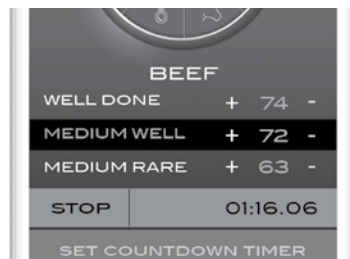 BEEF
WELL DONE + 74 -
MEDIUM WELL + 72 -
MEDIUM RARE + 63 -
STOP 01:16.06
SET COUNTDOWN TIMER